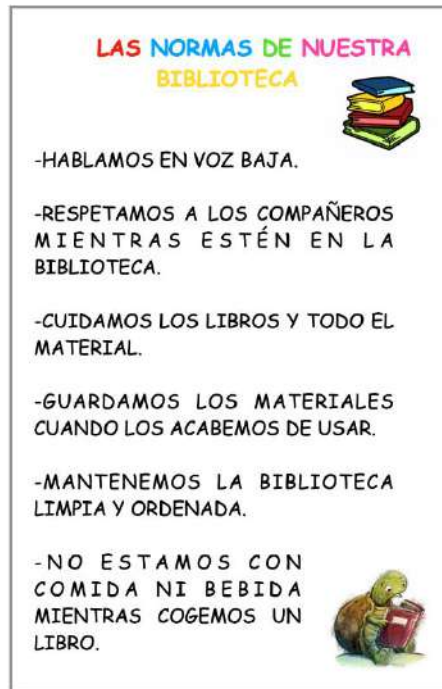 LAS NORMAS DE NUESTRA
BIBLIOTECA
-HABLAMOS EN VOZ BAJA.
-RESPETAMOS A LOS COMPAÑEROS
MIENTRAS ESTÉN EN LA
BIBLIOTECA.
-CUIDAMOS LOS LIBROS Y TODO EL
MATERIAL.
-GUARDAMOS LOS MATERIALES
CUANDO LOS ACABEMOS DE USAR.
-MANTENEMOS LA BIBLIOTECA
LIMPIA Y ORDENADA.
-NO ESTAMOS CON
COMIDA NI BEBIDA
MIENTRAS COGEMOS UN
LIBRO.